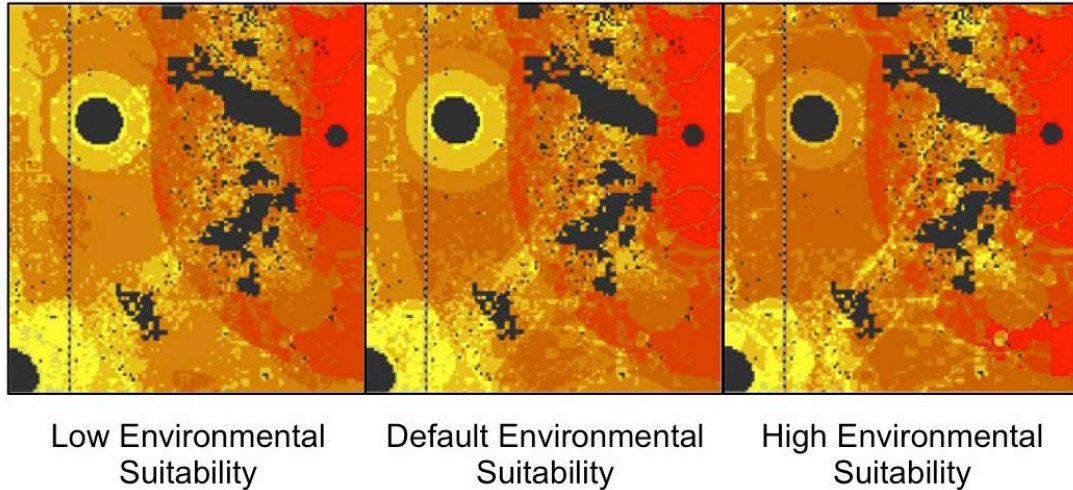 Low Environmental
Suitability
Default Environmental
Suitability
High Environmental
Suitability